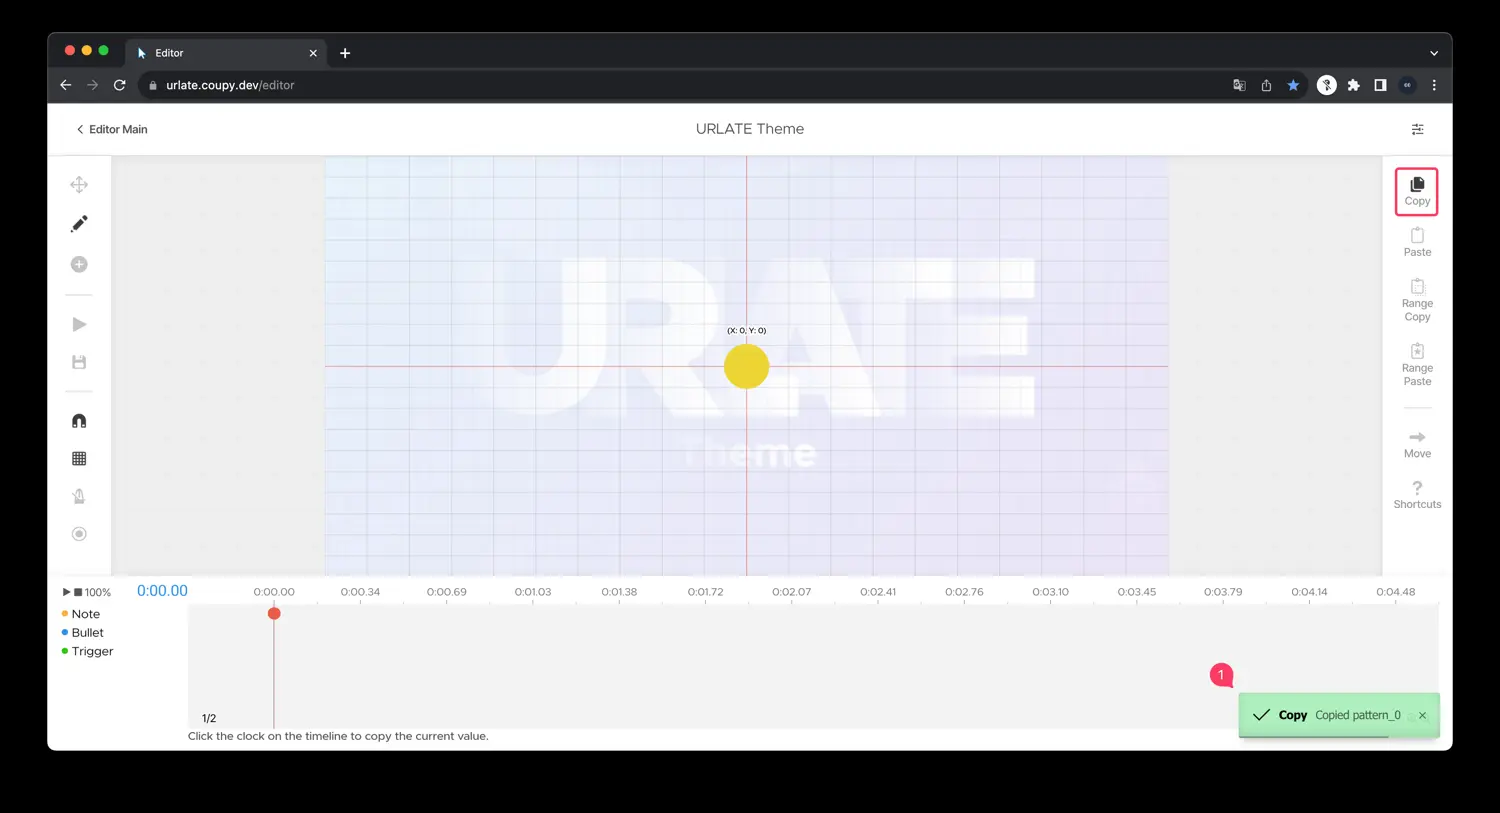 Editor
urlate.coupy.dev/editor
Editor Main
URLATE Theme
Copy
Paste
Range
Copy
Range
Paste
Move
Shortcuts
URLATE
Theme
(X: 0, Y: 0)
100%
0:00.00
0:00.00 0:00.34 0:00.69 0:01.03 0:01.38 0:01.72 0:02.07 0:02.41 0:02.76 0:03.10 0:03.45 0:03.79 0:04.14 0:04.48
Note
Bullet
Trigger
1/2
1
Copy Copied pattern_0
Click the clock on the timeline to copy the current value.